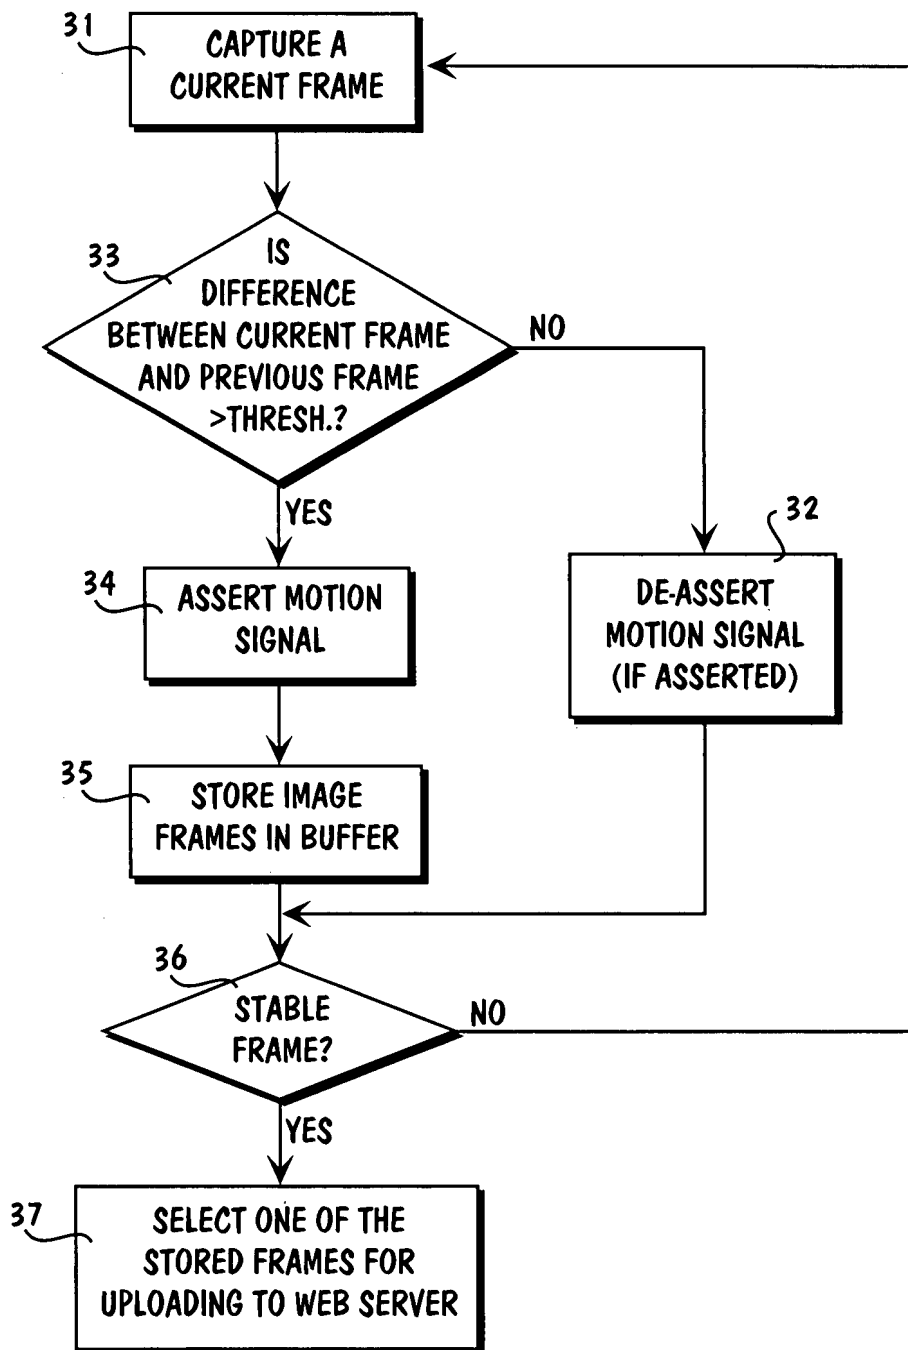 31
CAPTURE A
CURRENT FRAME
33
IS
DIFFERENCE
BETWEEN CURRENT FRAME
AND PREVIOUS FRAME
>THRESH.?
NO
YES
32
DE-ASSERT
MOTION SIGNAL
(IF ASSERTED)
34
ASSERT MOTION
SIGNAL
35
STORE IMAGE
FRAMES IN BUFFER
36
STABLE
FRAME?
NO
YES
37
SELECT ONE OF THE
STORED FRAMES FOR
UPLOADING TO WEB SERVER